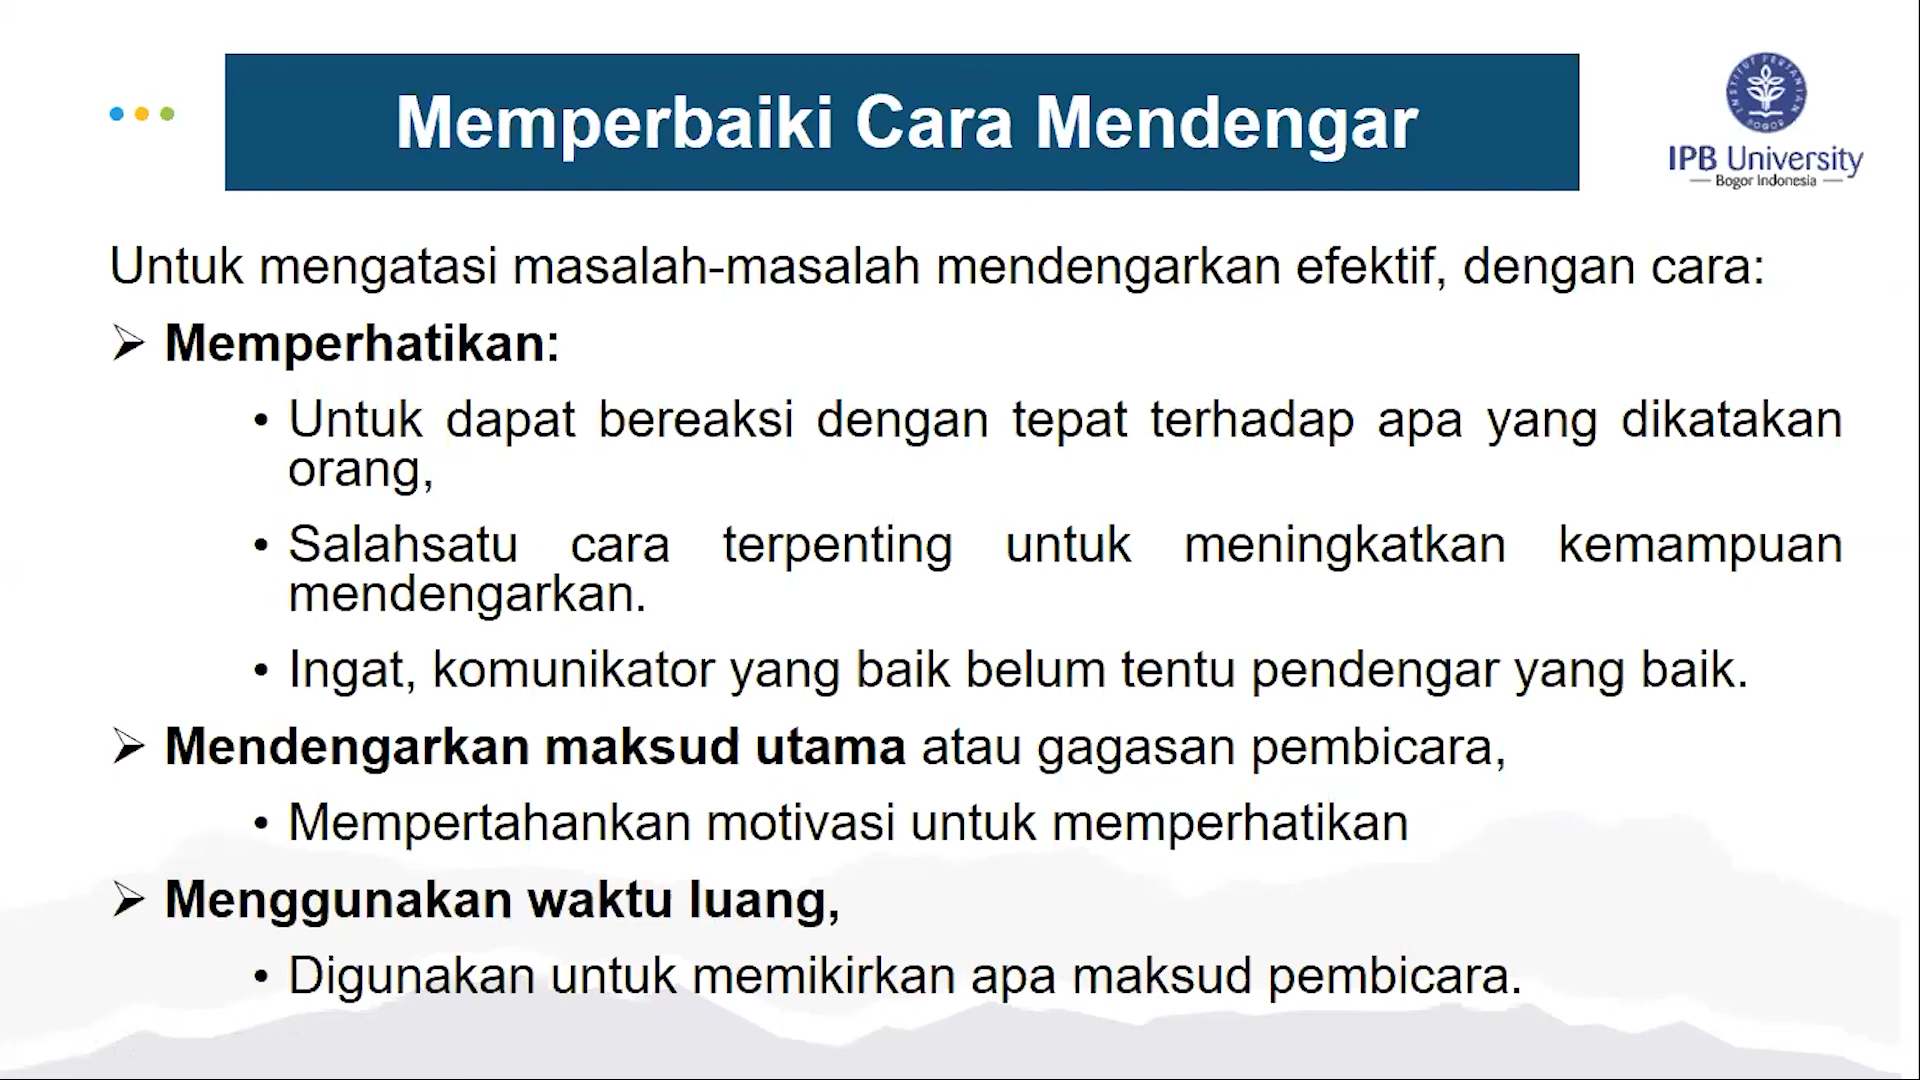 Memperbaiki Cara Mendengar
INSTITUT PERTANIAN
BOGOR
IPB University
Bogor Indonesia
Untuk mengatasi masalah-masalah mendengarkan efektif, dengan cara:
➢ Memperhatikan:
• Untuk dapat bereaksi dengan tepat terhadap apa yang dikatakan
orang,
• Salahsatu cara terpenting untuk meningkatkan kemampuan
mendengarkan.
• Ingat, komunikator yang baik belum tentu pendengar yang baik.
➢ Mendengarkan maksud utama atau gagasan pembicara,
• Mempertahankan motivasi untuk memperhatikan
➢ Menggunakan waktu luang,
• Digunakan untuk memikirkan apa maksud pembicara.